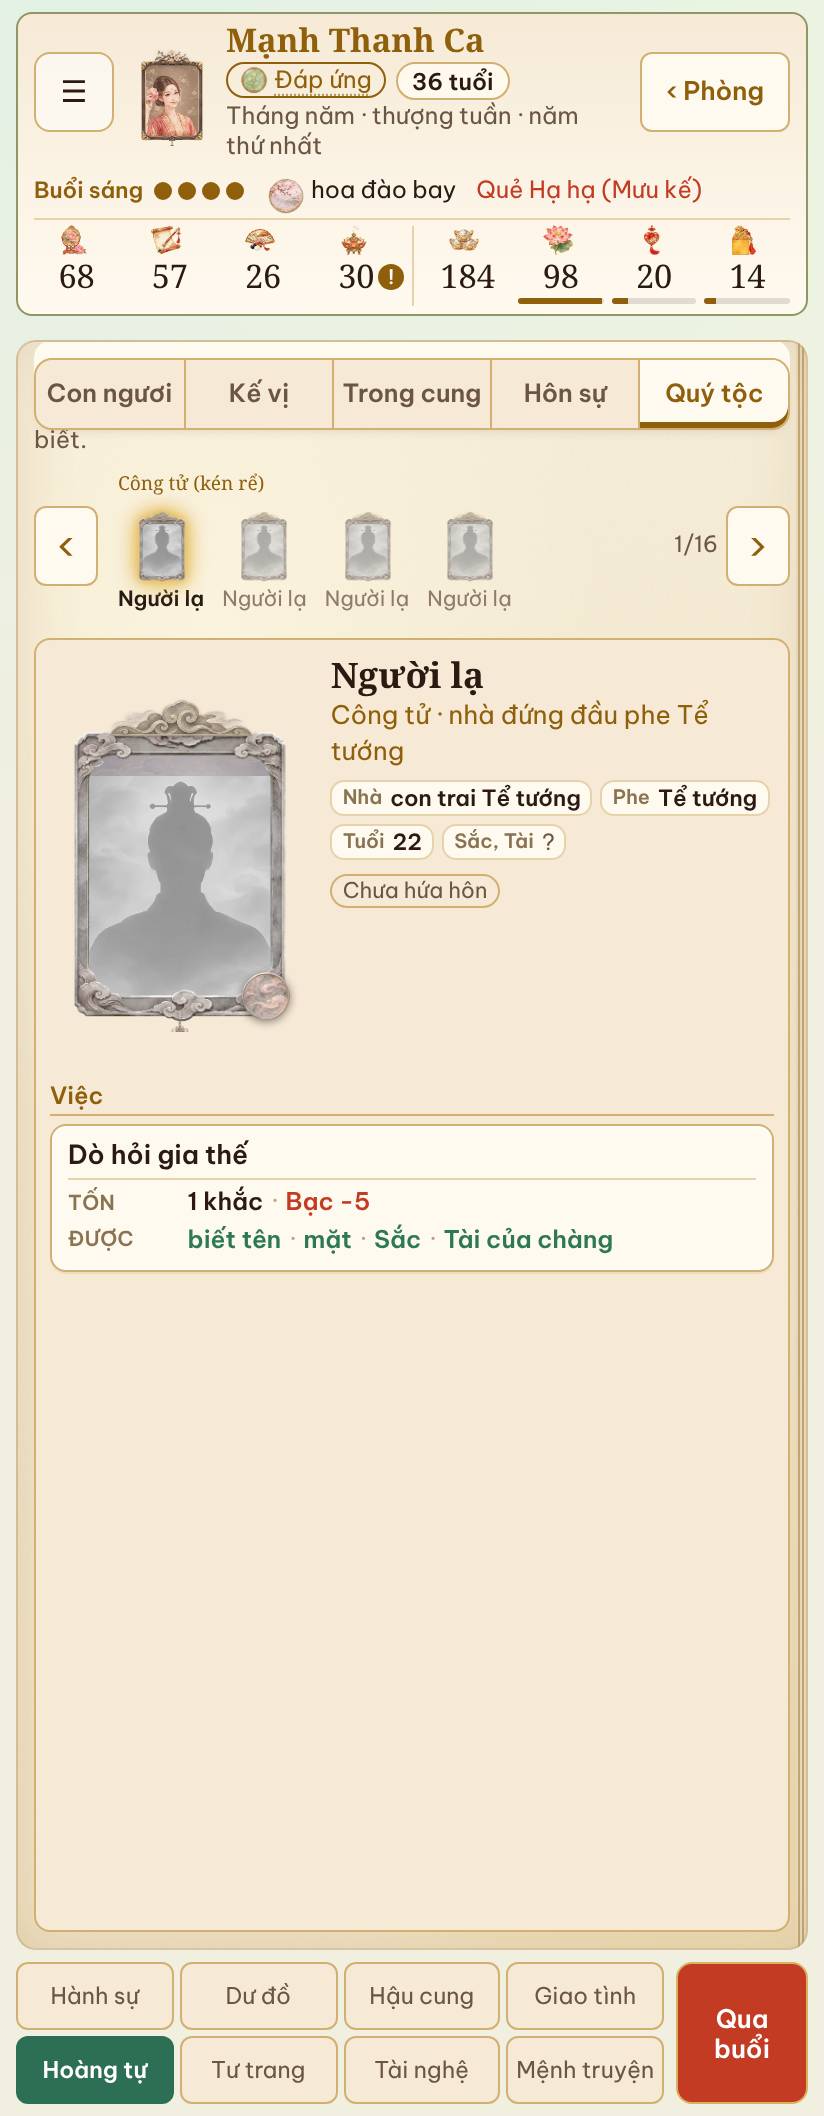 Mạnh Thanh Ca
☰
Đáp ứng
36 tuổi
‹ Phòng
Tháng năm · thượng tuần · năm
thứ nhất
Buổi sáng
hoa đào bay
Quẻ Hạ hạ (Mưu kế)
68 57 26 30 ! 184 98 20 14
Con ngươi
Kế vị
Trong cung
Hôn sự
Quý tộc
biết.
Công tử (kén rể)
‹
1/16
›
Người lạ
Người lạ
Người lạ
Người lạ
Người lạ
Công tử · nhà đứng đầu phe Tể
tướng
Nhà con trai Tể tướng
Phe Tể tướng
Tuổi 22
Sắc, Tài ?
Chưa hứa hôn
Việc
Dò hỏi gia thế
TỐN 1 khắc · Bạc -5
ĐƯỢC biết tên · mặt · Sắc · Tài của chàng
Hành sự
Dư đồ
Hậu cung
Giao tình
Qua
buổi
Hoàng tự
Tư trang
Tài nghệ
Mệnh truyện